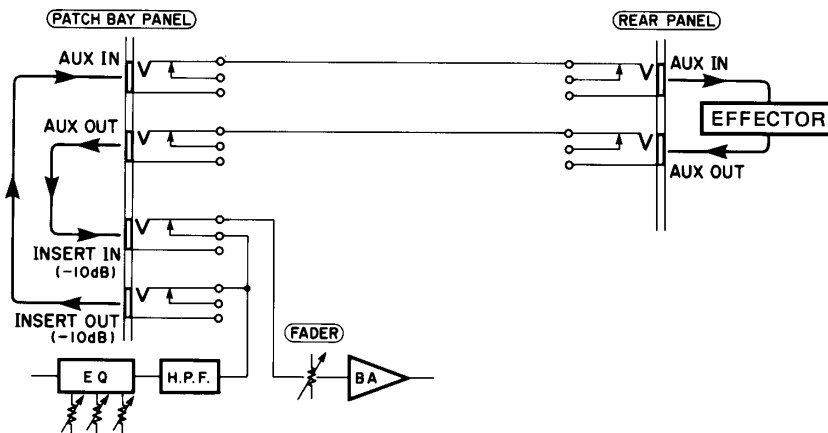 PATCH BAY PANEL
REAR PANEL
AUX IN
AUX IN
EFFECTOR
AUX OUT
AUX OUT
INSERT IN
(-10dB)
INSERT OUT
(-10dB)
FADER
EQ
H.P.F.
BA